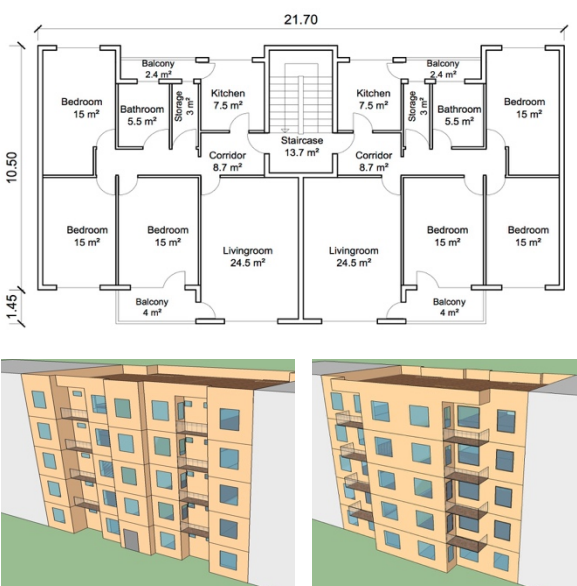 21.70
Balcony
2.4 m²
Balcony
2.4 m²
Bedroom
15 m²
Bathroom
5.5 m²
Storage
3 m²
Kitchen
7.5 m²
Kitchen
7.5 m²
Storage
3 m²
Bathroom
5.5 m²
Bedroom
15 m²
Staircase
13.7 m²
Corridor
8.7 m²
Corridor
8.7 m²
10.50
Bedroom
15 m²
Bedroom
15 m²
Livingroom
24.5 m²
Livingroom
24.5 m²
Bedroom
15 m²
Bedroom
15 m²
1.45
Balcony
4 m²
Balcony
4 m²